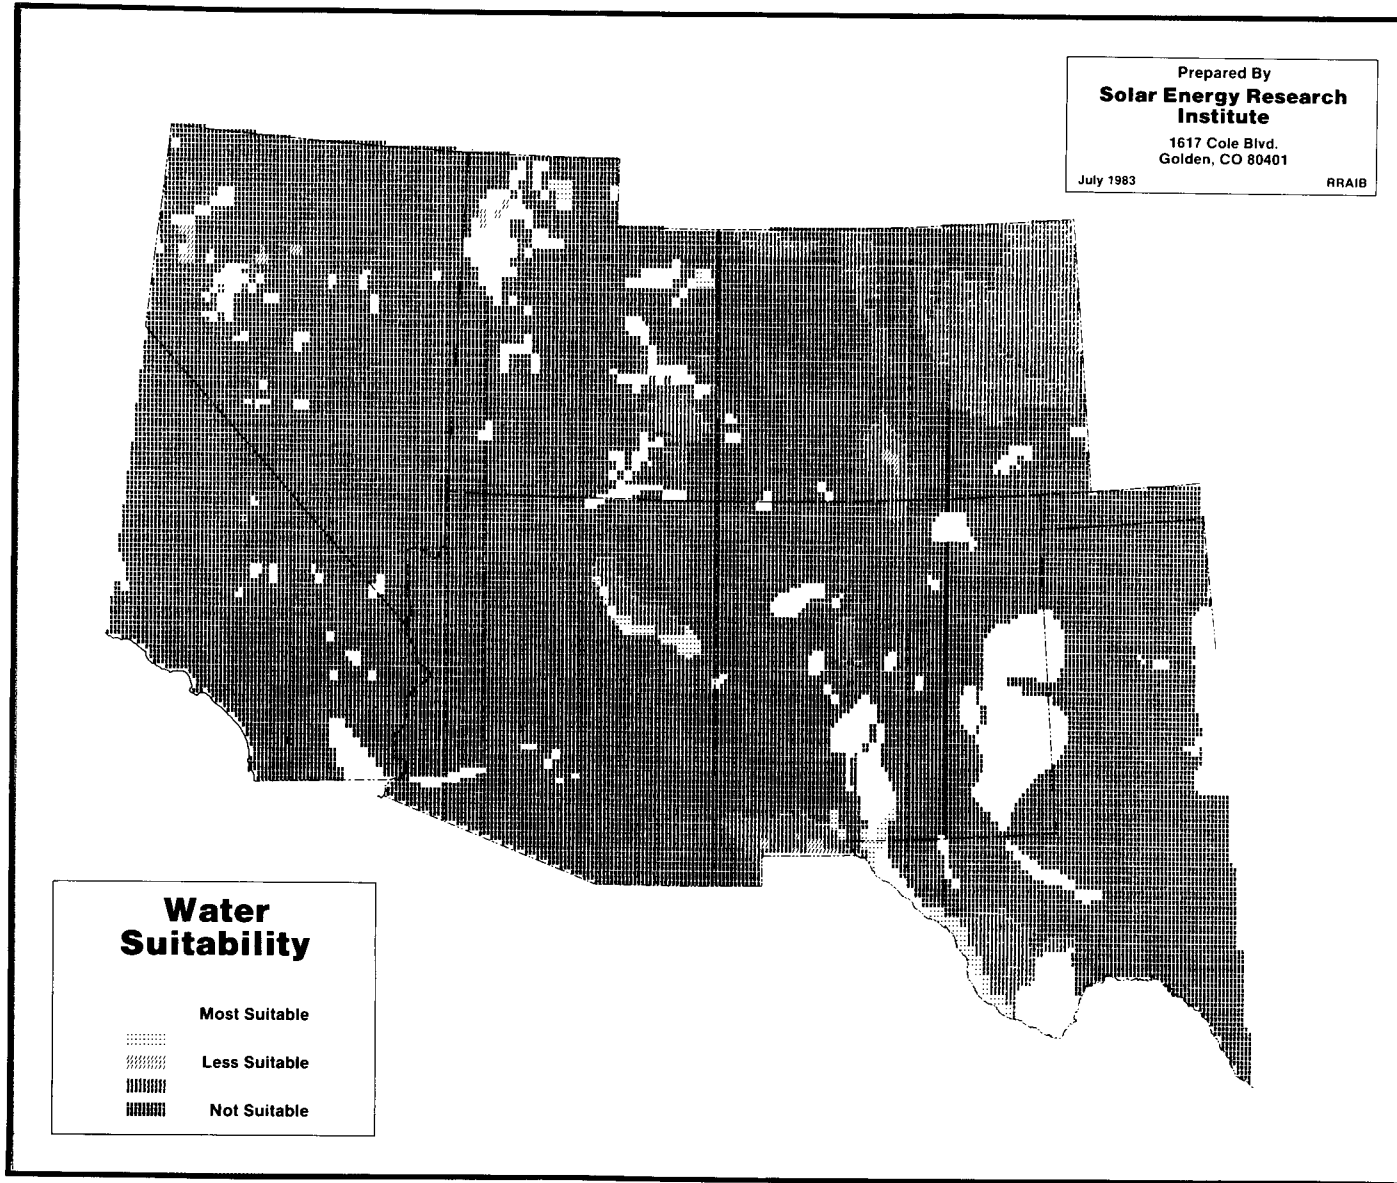 Prepared By
Solar Energy Research
Institute
1617 Cole Blvd.
Golden, CO 80401
July 1983 RRAIB
Water
Suitability
Most Suitable
Less Suitable
Not Suitable